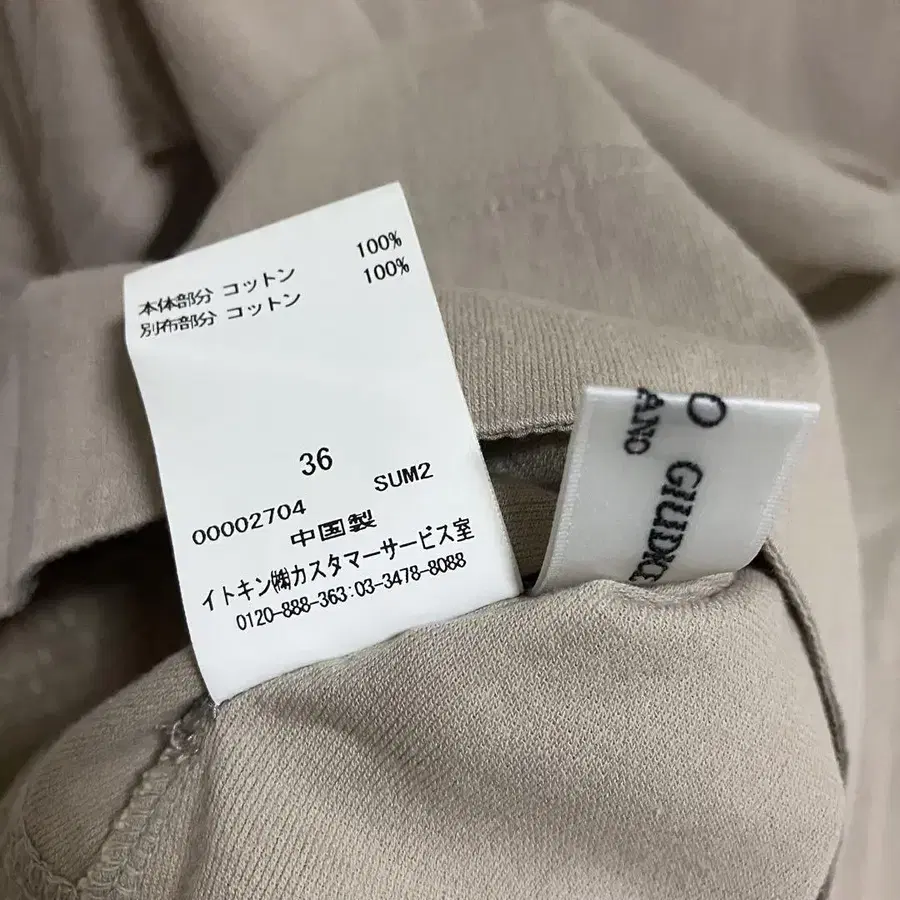 本体部分 コットン 100%
別布部分 コットン 100%
36
00002704 SUM2
中国製
イトキン㈱カスタマーサービス室
0120-888-363:03-3478-8088
O GIUDICE
ANO